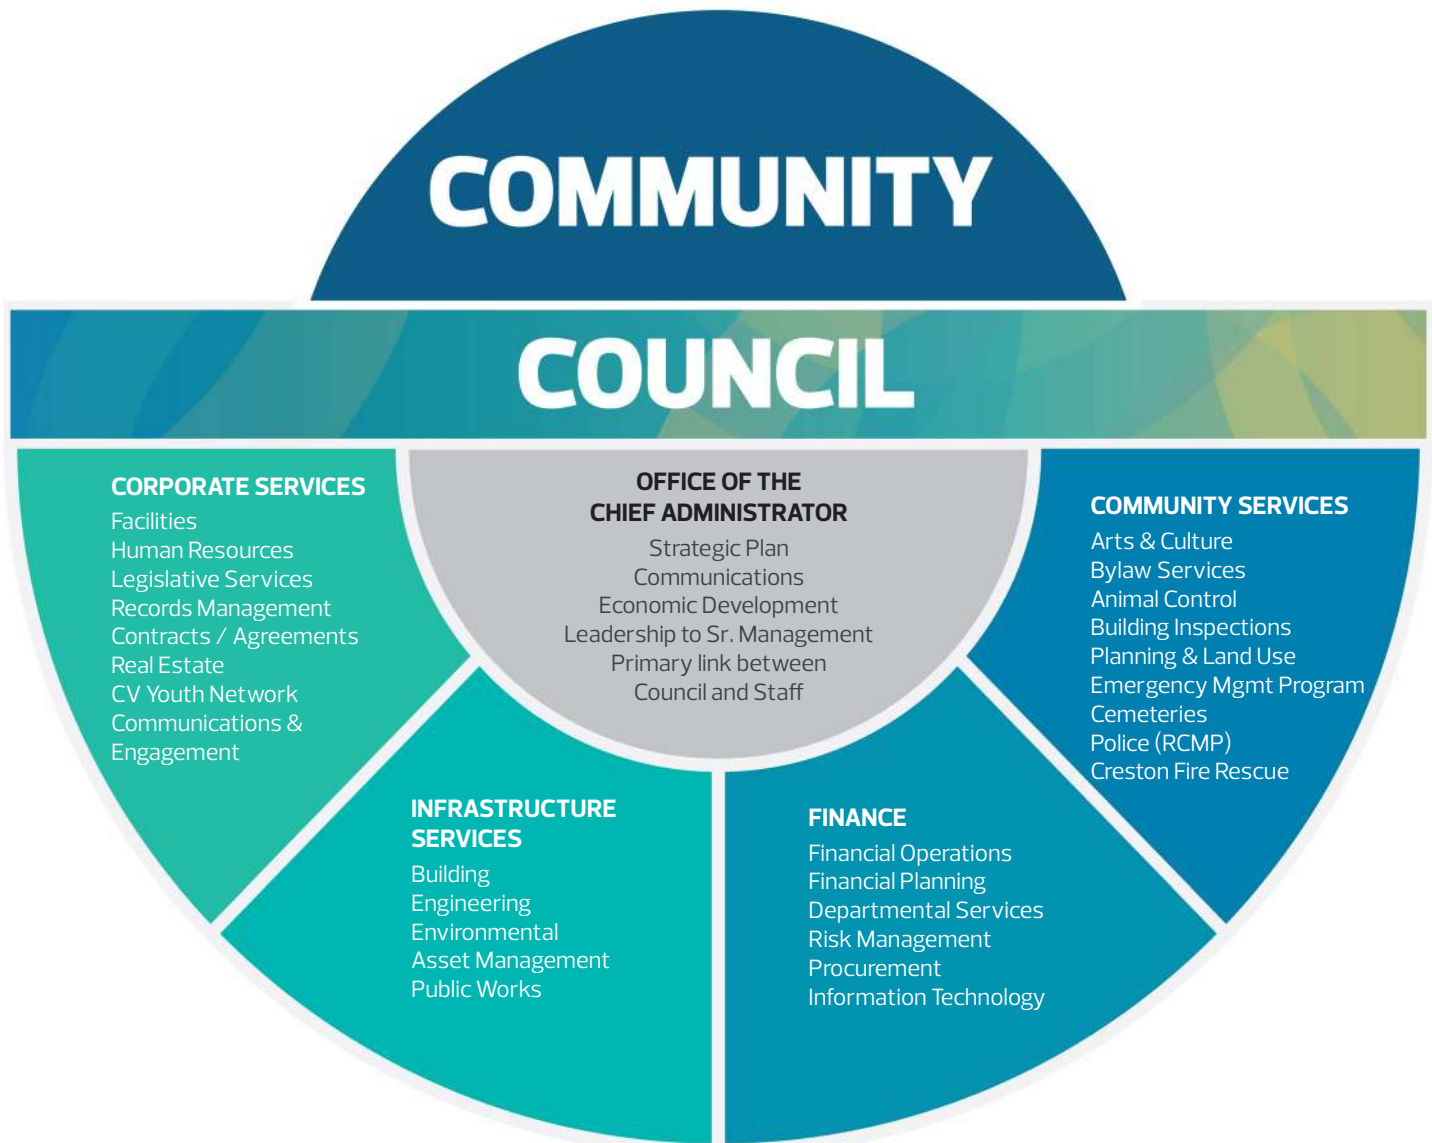 COMMUNITY
COUNCIL
CORPORATE SERVICES
Facilities
Human Resources
Legislative Services
Records Management
Contracts / Agreements
Real Estate
CV Youth Network
Communications &
Engagement
OFFICE OF THE
CHIEF ADMINISTRATOR
Strategic Plan
Communications
Economic Development
Leadership to Sr. Management
Primary link between
Council and Staff
COMMUNITY SERVICES
Arts & Culture
Bylaw Services
Animal Control
Building Inspections
Planning & Land Use
Emergency Mgmt Program
Cemeteries
Police (RCMP)
Creston Fire Rescue
INFRASTRUCTURE
SERVICES
Building
Engineering
Environmental
Asset Management
Public Works
FINANCE
Financial Operations
Financial Planning
Departmental Services
Risk Management
Procurement
Information Technology